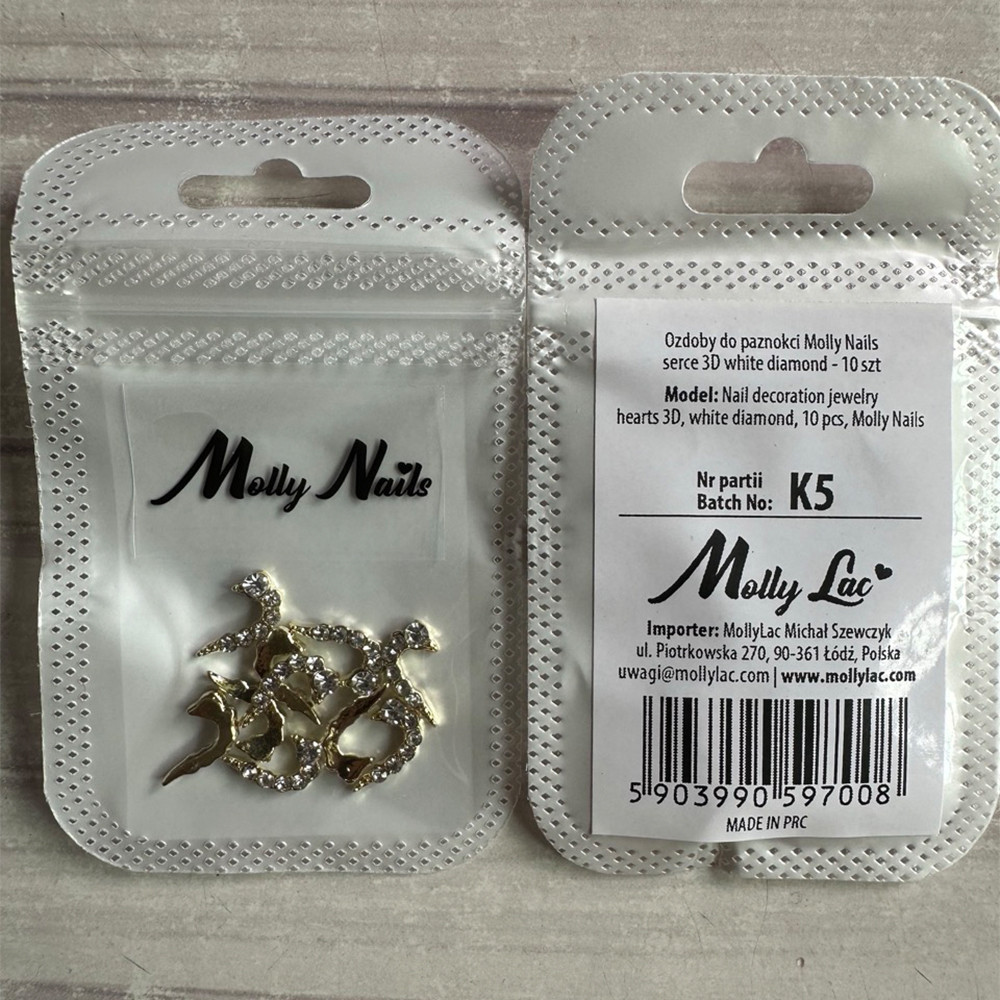 Molly Nails
Ozdoby do paznokci Molly Nails
serce 3D white diamond - 10 szt
Model: Nail decoration jewelry
hearts 3D, white diamond, 10 pcs, Molly Nails
Nr partii
Batch No: K5
Molly Lac
Importer: MollyLac Michał Szewczyk
ul. Piotrkowska 270, 90-361 Łódź, Polska
uwagi@mollylac.com | www.mollylac.com
5 903990 597008
MADE IN PRC